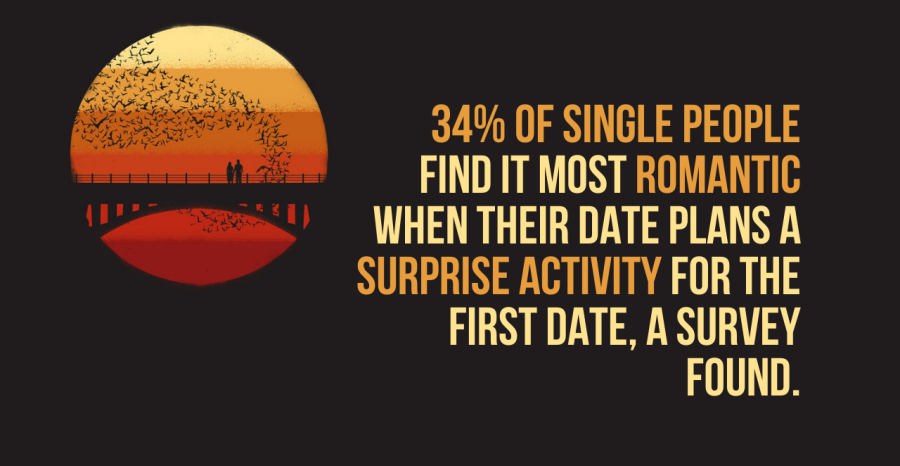 34% OF SINGLE PEOPLE
FIND IT MOST ROMANTIC
WHEN THEIR DATE PLANS A
SURPRISE ACTIVITY FOR THE
FIRST DATE, A SURVEY
FOUND.